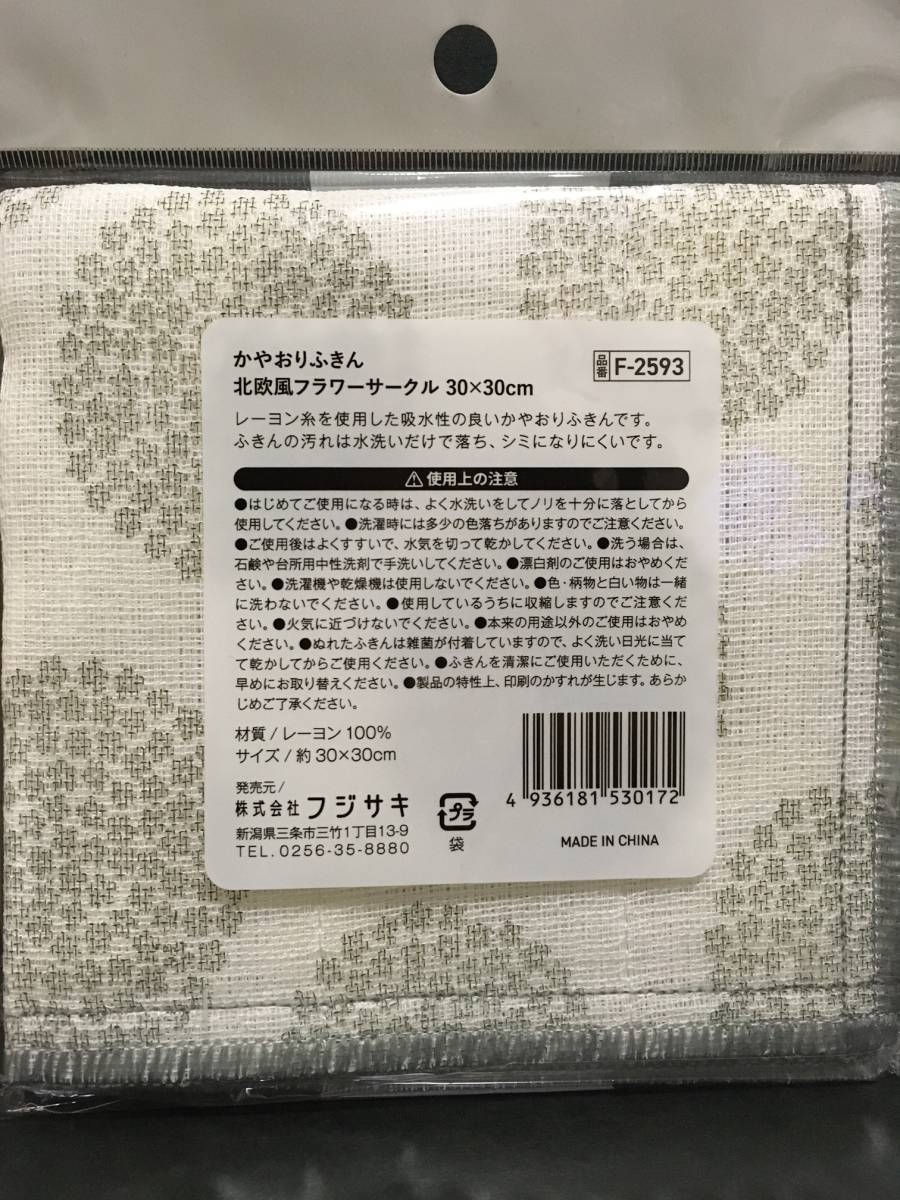 かやおりふきん
北欧風フラワーサークル 30×30cm
品番 F-2593
レーヨン糸を使用した吸水性の良いかやおりふきんです。
ふきんの汚れは水洗いだけで落ち、シミになりにくいです。
⚠使用上の注意
●はじめてご使用になる時は、よく水洗いをしてノリを十分に落としてから
使用してください。●洗濯時には多少の色落ちがありますのでご注意ください。
●ご使用後はよくすすいで、水気を切って乾かしてください。●洗う場合は、
石鹸や台所用中性洗剤で手洗いしてください。●漂白剤のご使用はおやめくだ
さい。●洗濯機や乾燥機は使用しないでください。●色・柄物と白い物は一緒
に洗わないでください。●使用しているうちに収縮しますのでご注意くだ
さい。●火気に近づけないでください。●本来の用途以外のご使用はおやめ
ください。●ぬれたふきんは雑菌が付着していますので、よく洗い日光に当て
て乾かしてからご使用ください。●ふきんを清潔にご使用いただくために、
早めにお取り替えください。●製品の特性上、印刷のかすれが生じます。あらか
じめご了承ください。
材質 / レーヨン 100%
サイズ / 約 30×30cm
発売元 /
株式会社 フジサキ
新潟県三条市三竹1丁目13-9
TEL. 0256-35-8880
プラ
袋
4 936181 530172
MADE IN CHINA